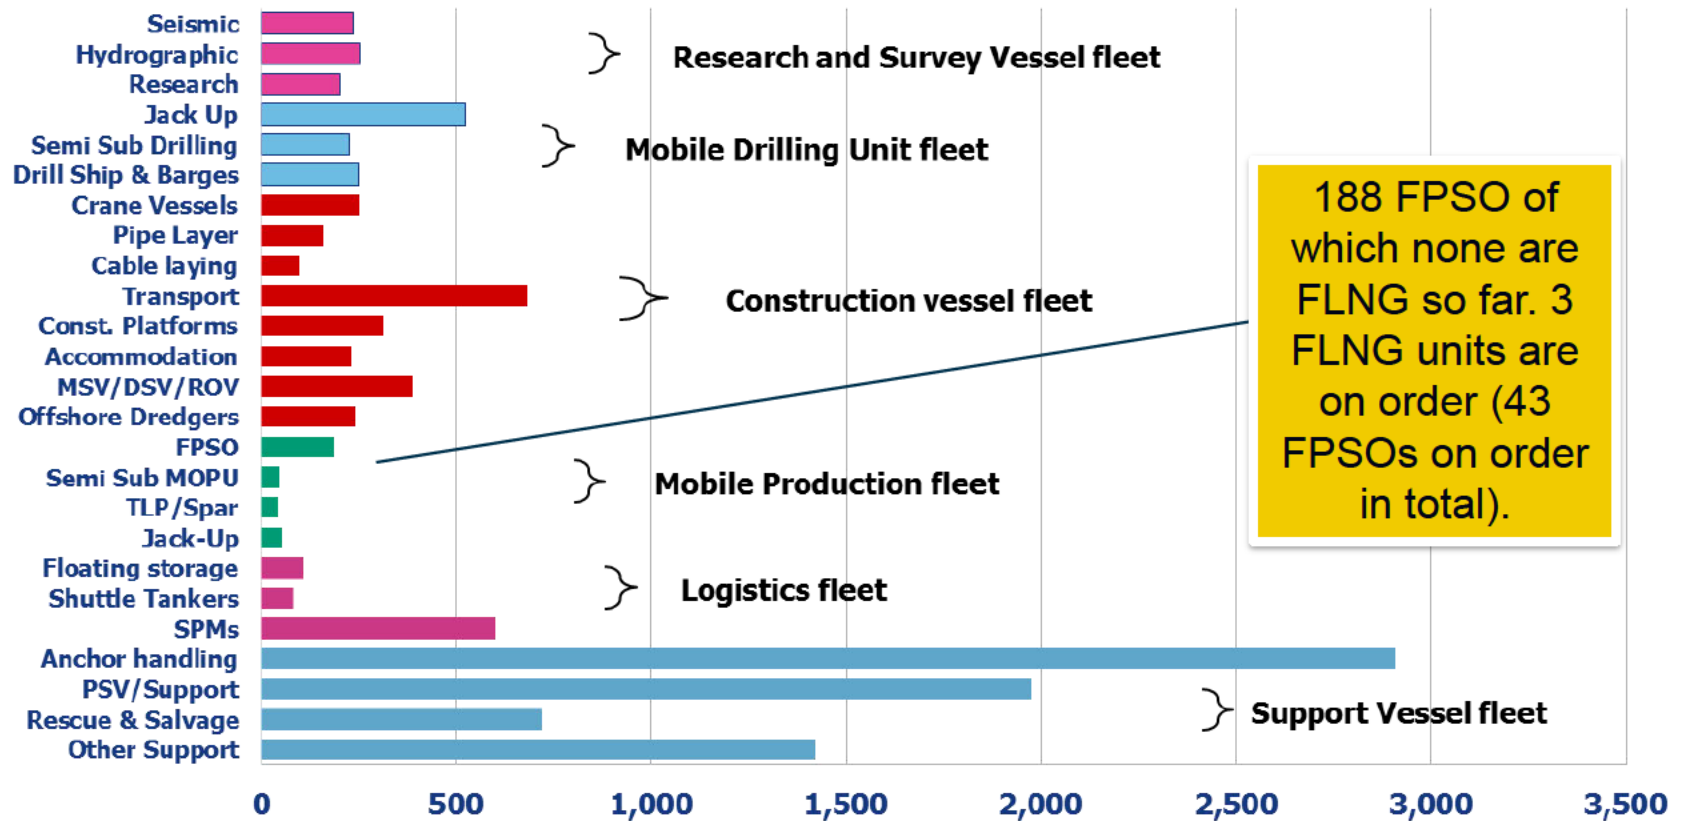 Seismic
Hydrographic
Research
Jack Up
Semi Sub Drilling
Drill Ship & Barges
Crane Vessels
Pipe Layer
Cable laying
Transport
Const. Platforms
Accommodation
MSV/DSV/ROV
Offshore Dredgers
FPSO
Semi Sub MOPU
TLP/Spar
Jack-Up
Floating storage
Shuttle Tankers
SPMs
Anchor handling
PSV/Support
Rescue & Salvage
Other Support
Research and Survey Vessel fleet
Mobile Drilling Unit fleet
Construction vessel fleet
Mobile Production fleet
Logistics fleet
Support Vessel fleet
188 FPSO of
which none are
FLNG so far. 3
FLNG units are
on order (43
FPSOs on order
in total).
0 500 1,000 1,500 2,000 2,500 3,000 3,500